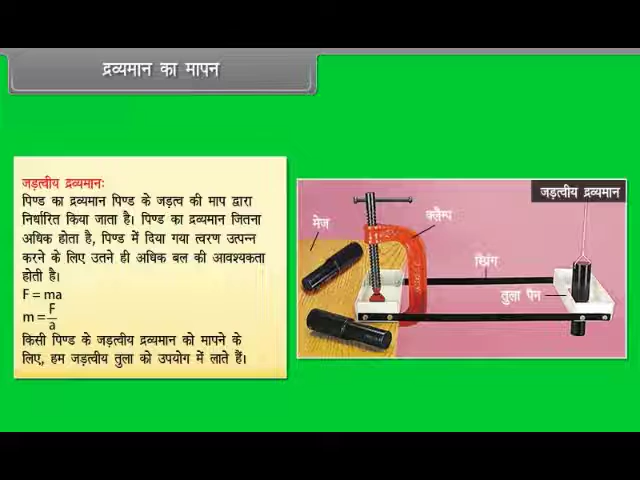 द्रव्यमान का मापन
जड़त्वीय द्रव्यमानः
पिण्ड का द्रव्यमान पिण्ड के जड़त्व की माप द्वारा
निर्धारित किया जाता है। पिण्ड का द्रव्यमान जितना
अधिक होता है, पिण्ड में दिया गया त्वरण उत्पन्न
करने के लिए उतने ही अधिक बल की आवश्यकता
होती है।
F = ma
m = F/a
किसी पिण्ड के जड़त्वीय द्रव्यमान को मापने के
लिए, हम जड़त्वीय तुला को उपयोग में लाते हैं।
जड़त्वीय द्रव्यमान
मेज
क्लैम्प
स्प्रिंग
तुला पैन